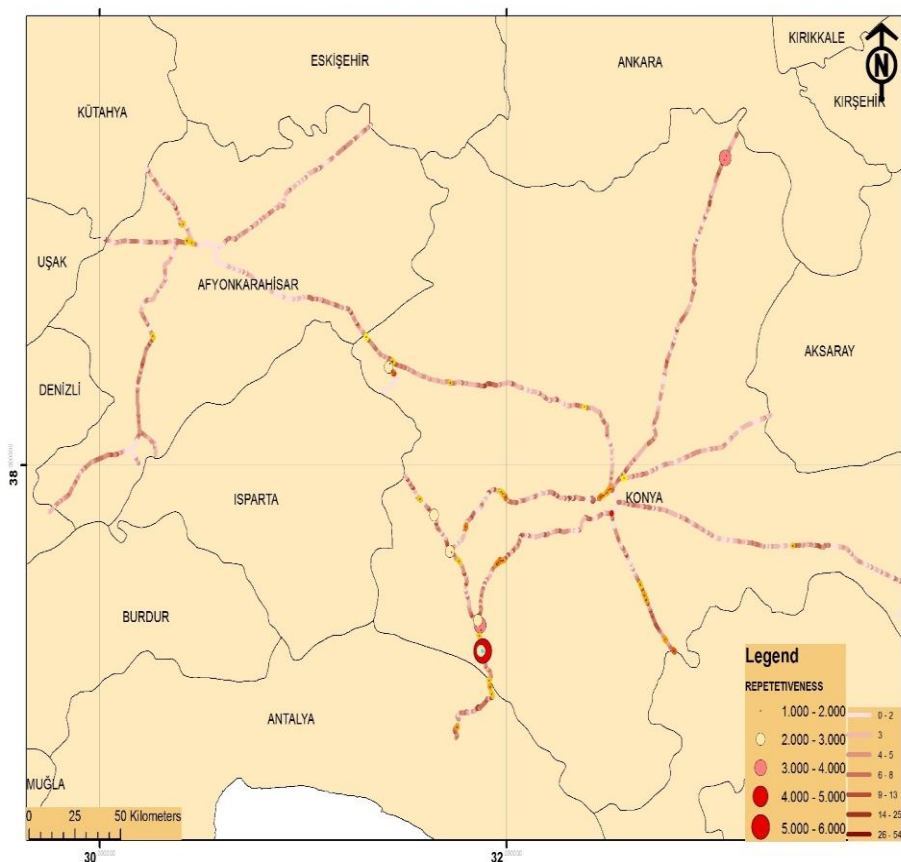 ESKİŞEHİR
ANKARA
KIRIKKALE
KIRŞEHİR
N
KÜTAHYA
UŞAK
AFYONKARAHİSAR
AKSARAY
DENİZLİ
38
ISPARTA
KONYA
BURDUR
ANTALYA
MUĞLA
Legend
REPETETIVENESS
1.000 - 2.000
2.000 - 3.000
3.000 - 4.000
4.000 - 5.000
5.000 - 6.000
0 - 2
3
4 - 5
6 - 8
9 - 13
14 - 25
26 - 54
0 25 50 Kilometers
30
32